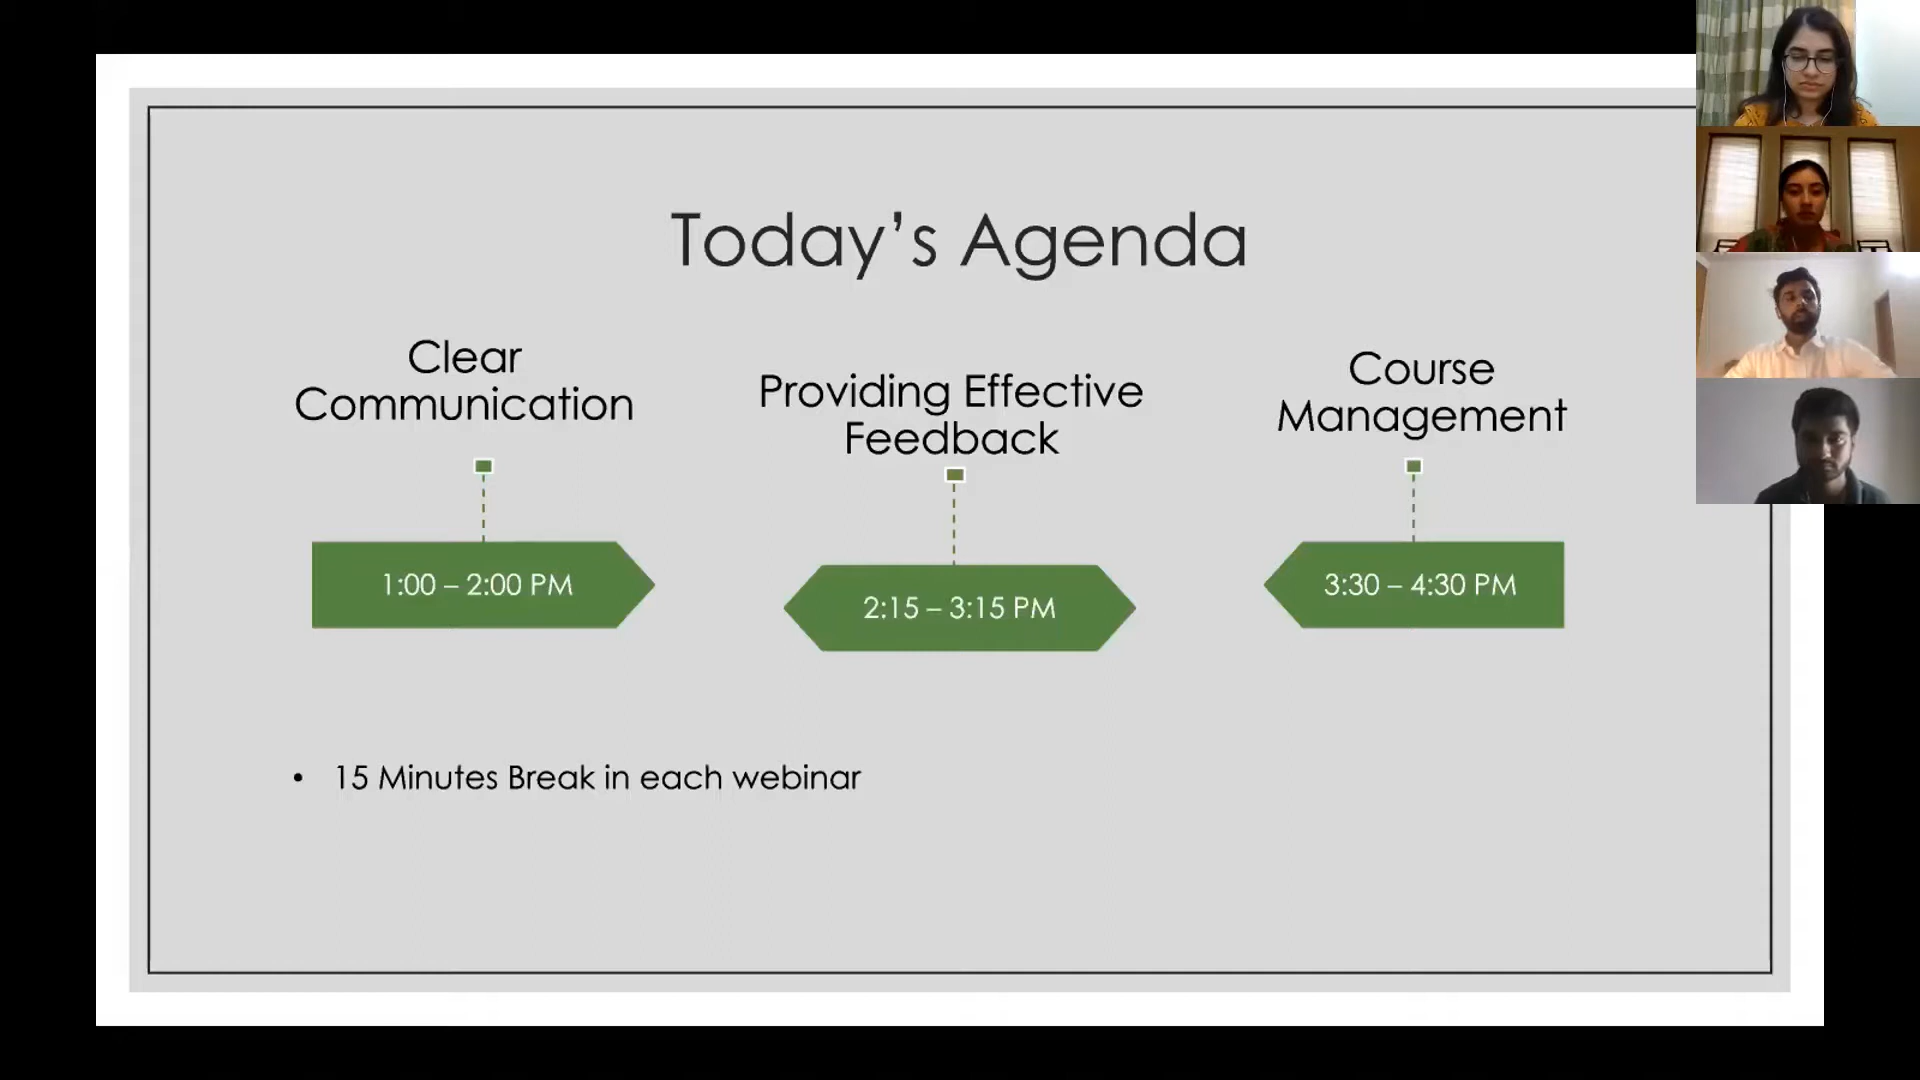 Today’s Agenda
Clear
Communication
Providing Effective
Feedback
Course
Management
1:00 – 2:00 PM
2:15 – 3:15 PM
3:30 – 4:30 PM
• 15 Minutes Break in each webinar